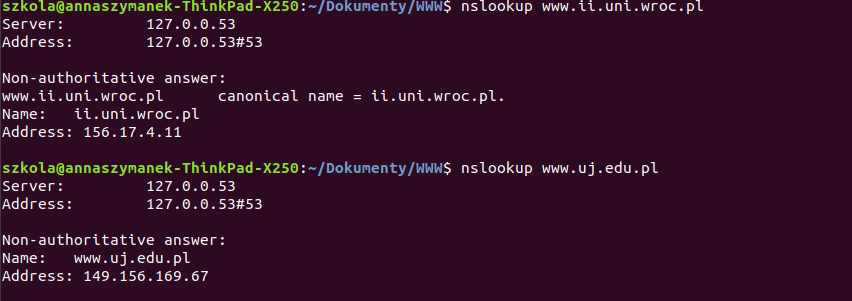 szkola@annaszymanek-ThinkPad-X250:~/Dokumenty/WWW$ nslookup www.ii.uni.wroc.pl
Server:         127.0.0.53
Address:        127.0.0.53#53

Non-authoritative answer:
www.ii.uni.wroc.pl      canonical name = ii.uni.wroc.pl.
Name:   ii.uni.wroc.pl
Address: 156.17.4.11

szkola@annaszymanek-ThinkPad-X250:~/Dokumenty/WWW$ nslookup www.uj.edu.pl
Server:         127.0.0.53
Address:        127.0.0.53#53

Non-authoritative answer:
Name:   www.uj.edu.pl
Address: 149.156.169.67